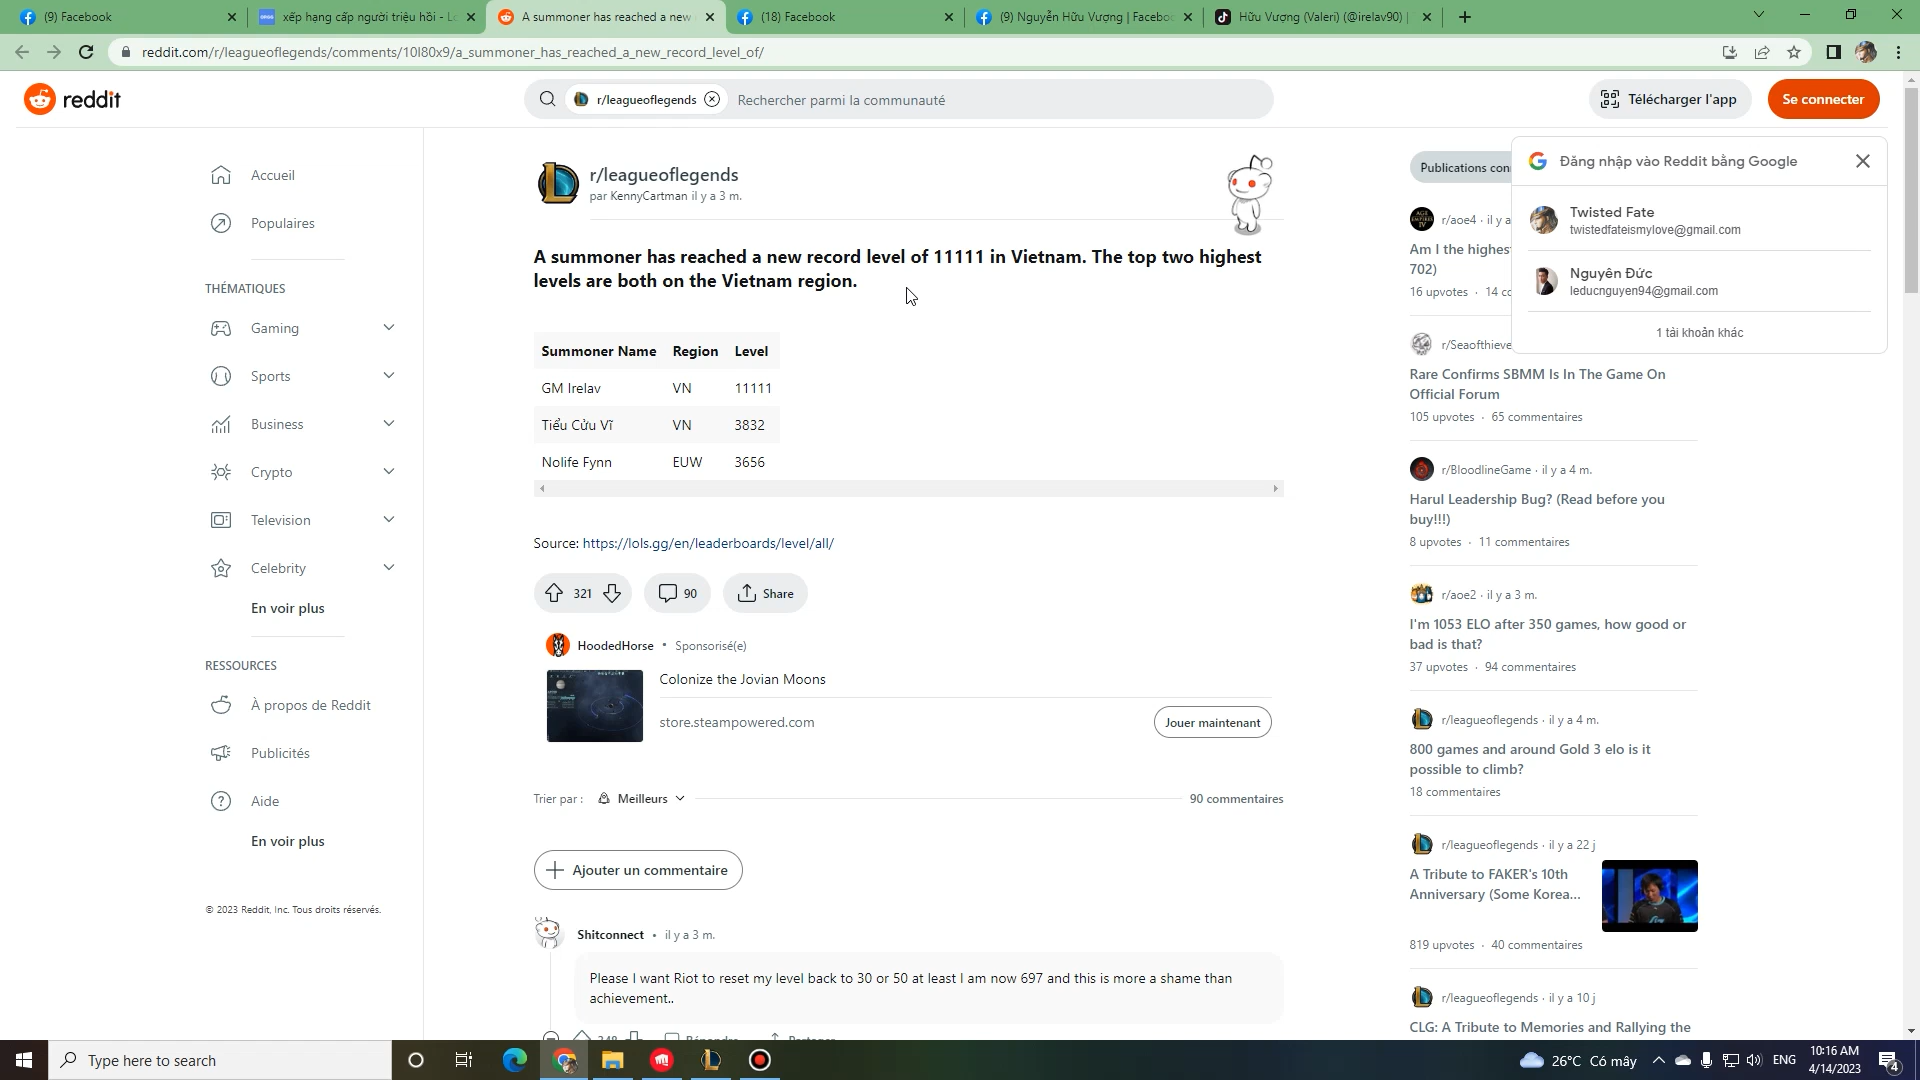 (9) Facebook
xếp hạng cấp người triệu hồi - Lo
A summoner has reached a new
(18) Facebook
(9) Nguyễn Hữu Vượng | Facebo
Hữu Vượng (Valeri) (@irelav90) |
reddit.com/r/leagueoflegends/comments/10l80x9/a_summoner_has_reached_a_new_record_level_of/
reddit
r/leagueoflegends
Rechercher parmi la communauté
Télécharger l'app
Se connecter
Accueil
Populaires
THÉMATIQUES
Gaming
Sports
Business
Crypto
Television
Celebrity
En voir plus
RESSOURCES
À propos de Reddit
Publicités
Aide
En voir plus
© 2023 Reddit, Inc. Tous droits réservés.
r/leagueoflegends
par KennyCartman il y a 3 m.
A summoner has reached a new record level of 11111 in Vietnam. The top two highest
levels are both on the Vietnam region.
Summoner Name Region Level
GM Irelav VN 11111
Tiểu Cửu Vĩ VN 3832
Nolife Fynn EUW 3656
Source: https://lols.gg/en/leaderboards/level/all/
321
90
Share
HoodedHorse • Sponsorisé(e)
Colonize the Jovian Moons
store.steampowered.com
Jouer maintenant
Trier par : Meilleurs
90 commentaires
Ajouter un commentaire
Shitconnect • il y a 3 m.
Please I want Riot to reset my level back to 30 or 50 at least I am now 697 and this is more a shame than
achievement..
248
Répondre
Partager
Publications con
Đăng nhập vào Reddit bằng Google
Twisted Fate
twistedfateismylove@gmail.com
Nguyên Đức
leducnguyen94@gmail.com
1 tài khoản khác
r/aoe4 · il y a
Am I the highes
702)
16 upvotes · 14 co
r/Seaofthieve
Rare Confirms SBMM Is In The Game On
Official Forum
105 upvotes · 65 commentaires
r/BloodlineGame · il y a 4 m.
Harul Leadership Bug? (Read before you
buy!!!)
8 upvotes · 11 commentaires
r/aoe2 · il y a 3 m.
I'm 1053 ELO after 350 games, how good or
bad is that?
37 upvotes · 94 commentaires
r/leagueoflegends · il y a 4 m.
800 games and around Gold 3 elo is it
possible to climb?
18 commentaires
r/leagueoflegends · il y a 22 j
A Tribute to FAKER's 10th
Anniversary (Some Korea...
819 upvotes · 40 commentaires
r/leagueoflegends · il y a 10 j
CLG: A Tribute to Memories and Rallying the
Type here to search
26°C Có mây
ENG
10:16 AM
4/14/2023
4